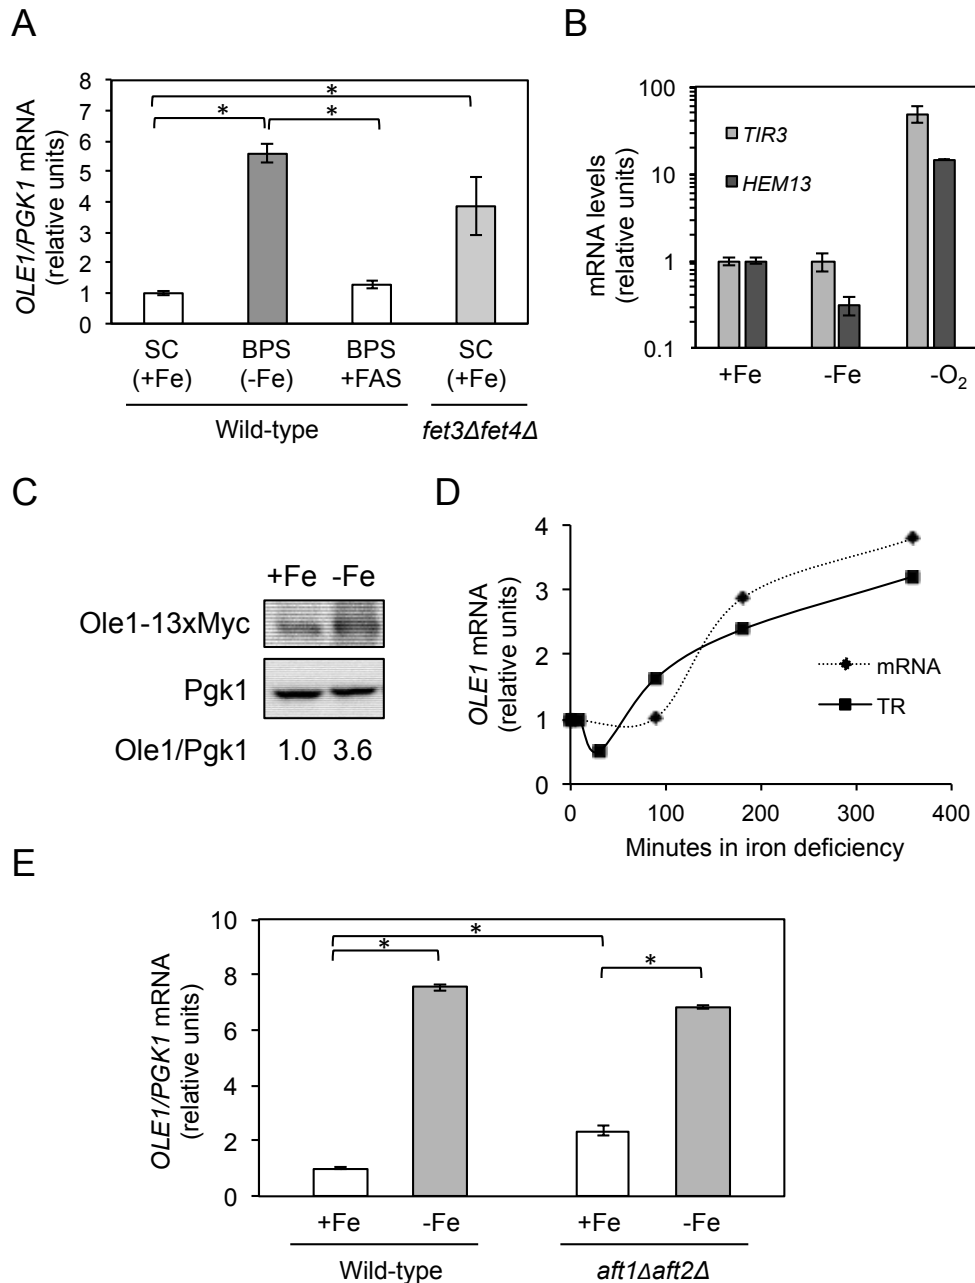 A
OLE1/PGK1 mRNA
(relative units)
8
7
6
5
4
3
2
1
0
*
*
*
SC
(+Fe)
BPS
(-Fe)
BPS
+FAS
SC
(+Fe)
Wild-type
fet3Δfet4Δ
B
mRNA levels
(relative units)
100
10
1
0.1
TIR3
HEM13
+Fe
-Fe
-O₂
C
+Fe -Fe
Ole1-13xMyc
Pgk1
Ole1/Pgk1 1.0 3.6
D
OLE1 mRNA
(relative units)
4
3
2
1
0
mRNA
TR
0 100 200 300 400
Minutes in iron deficiency
E
OLE1/PGK1 mRNA
(relative units)
10
8
6
4
2
0
*
*
*
+Fe -Fe +Fe -Fe
Wild-type
aft1Δaft2Δ